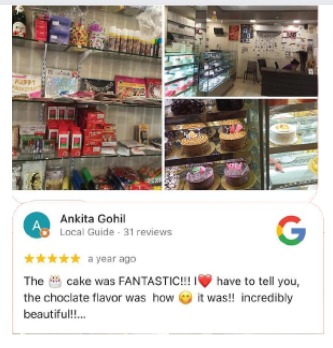 HAPPY
Ankita Gohil
Local Guide · 31 reviews
a year ago
The 🎂 cake was FANTASTIC!!! I❤️ have to tell you,
the choclate flavor was how 😋 it was!! incredibly
beautiful!!...